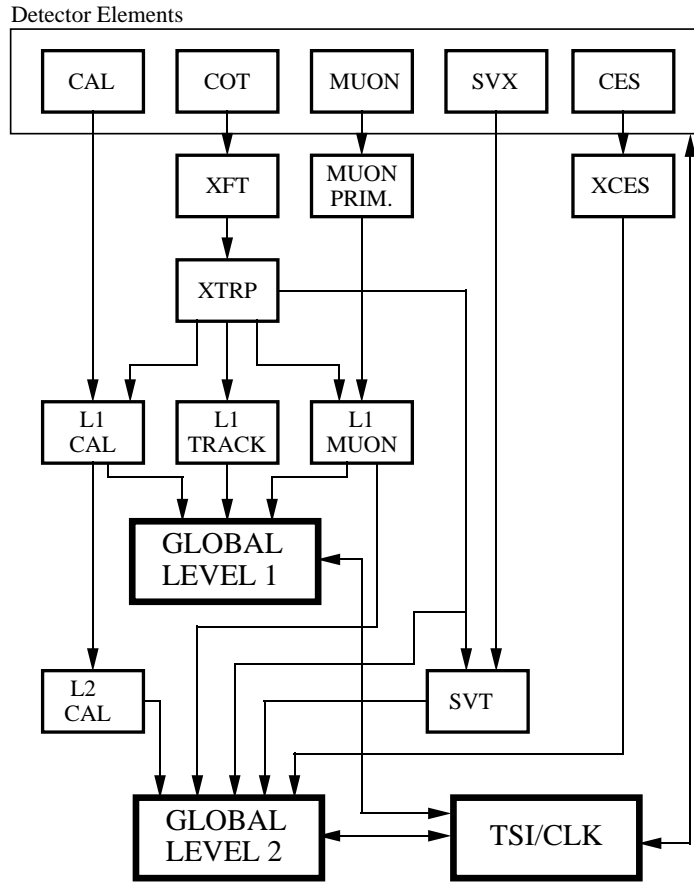 Detector Elements
CAL
COT
MUON
SVX
CES
XFT
MUON
PRIM.
XCES
XTRP
L1
CAL
L1
TRACK
L1
MUON
GLOBAL
LEVEL 1
L2
CAL
SVT
GLOBAL
LEVEL 2
TSI/CLK